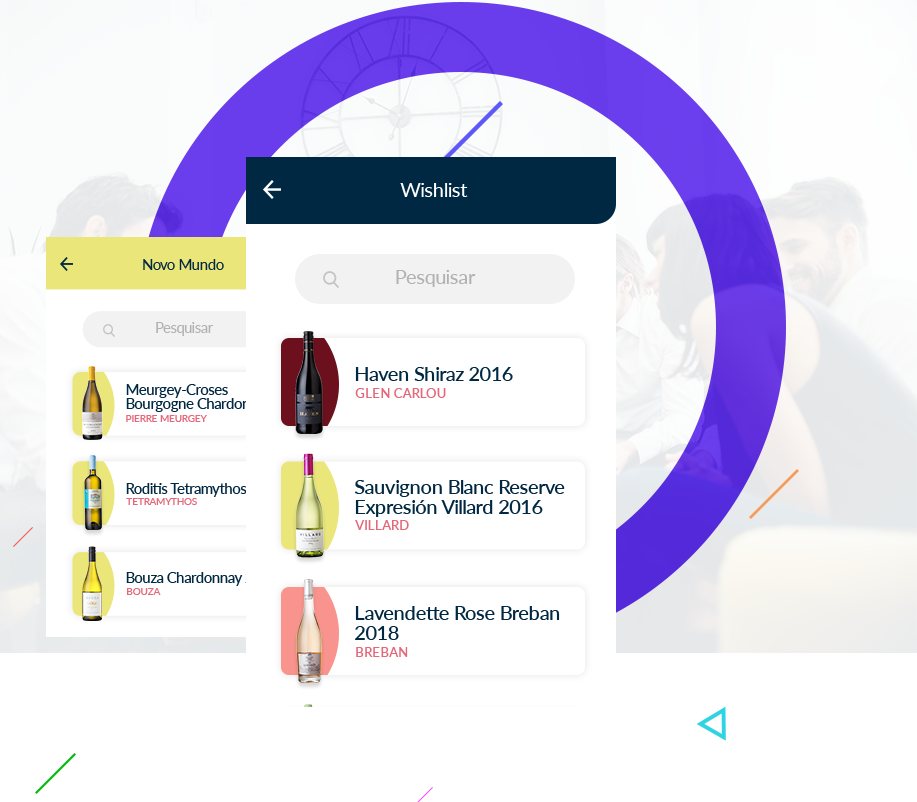 Wishlist
Pesquisar
Haven Shiraz 2016
GLEN CARLOU
Sauvignon Blanc Reserve
Expresión Villard 2016
VILLARD
Lavendette Rose Breban
2018
BREBAN
Novo Mundo
Pesquisar
Meurgey-Croses
Bourgogne Chardon
PIERRE MEURGEY
Roditis Tetramythos
TETRAMYTHOS
Bouza Chardonnay
BOUZA